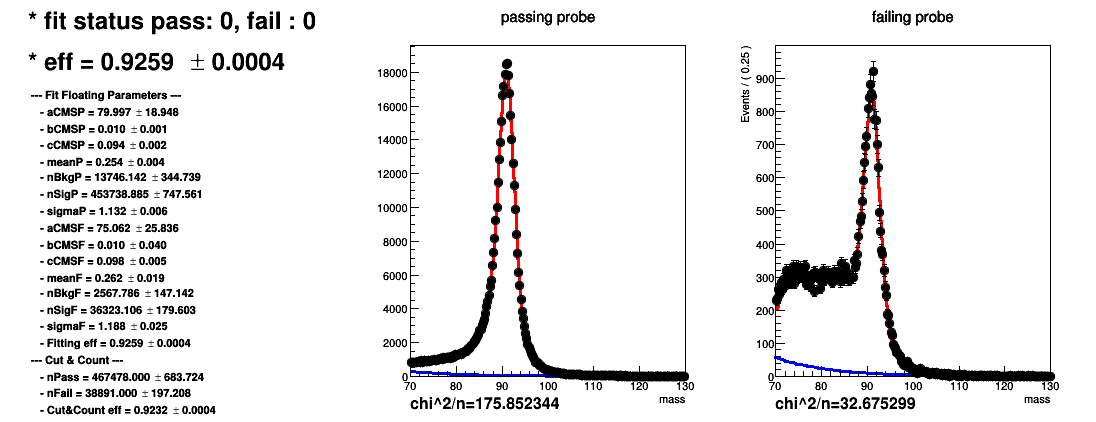 * fit status pass: 0, fail : 0
* eff = 0.9259 ± 0.0004
--- Fit Floating Parameters ---
- aCMSP = 79.997 ± 18.948
- bCMSP = 0.010 ± 0.001
- cCMSP = 0.094 ± 0.002
- meanP = 0.254 ± 0.004
- nBkgP = 13746.142 ± 344.739
- nSigP = 453738.885 ± 747.561
- sigmaP = 1.132 ± 0.006
- aCMSF = 75.062 ± 25.836
- bCMSF = 0.010 ± 0.040
- cCMSF = 0.098 ± 0.005
- meanF = 0.262 ± 0.019
- nBkgF = 2567.786 ± 147.142
- nSigF = 36323.106 ± 179.603
- sigmaF = 1.188 ± 0.025
- Fitting eff = 0.9259 ± 0.0004
--- Cut & Count ---
- nPass = 467478.000 ± 683.724
- nFail = 38891.000 ± 197.208
- Cut&Count eff = 0.9232 ± 0.0004
passing probe
18000
16000
14000
12000
10000
8000
6000
4000
2000
0
70 80 90 100 110 120 130
mass
chi^2/n=175.852344
failing probe
Events / ( 0.25 )
900
800
700
600
500
400
300
200
100
0
70 80 90 100 110 120 130
mass
chi^2/n=32.675299